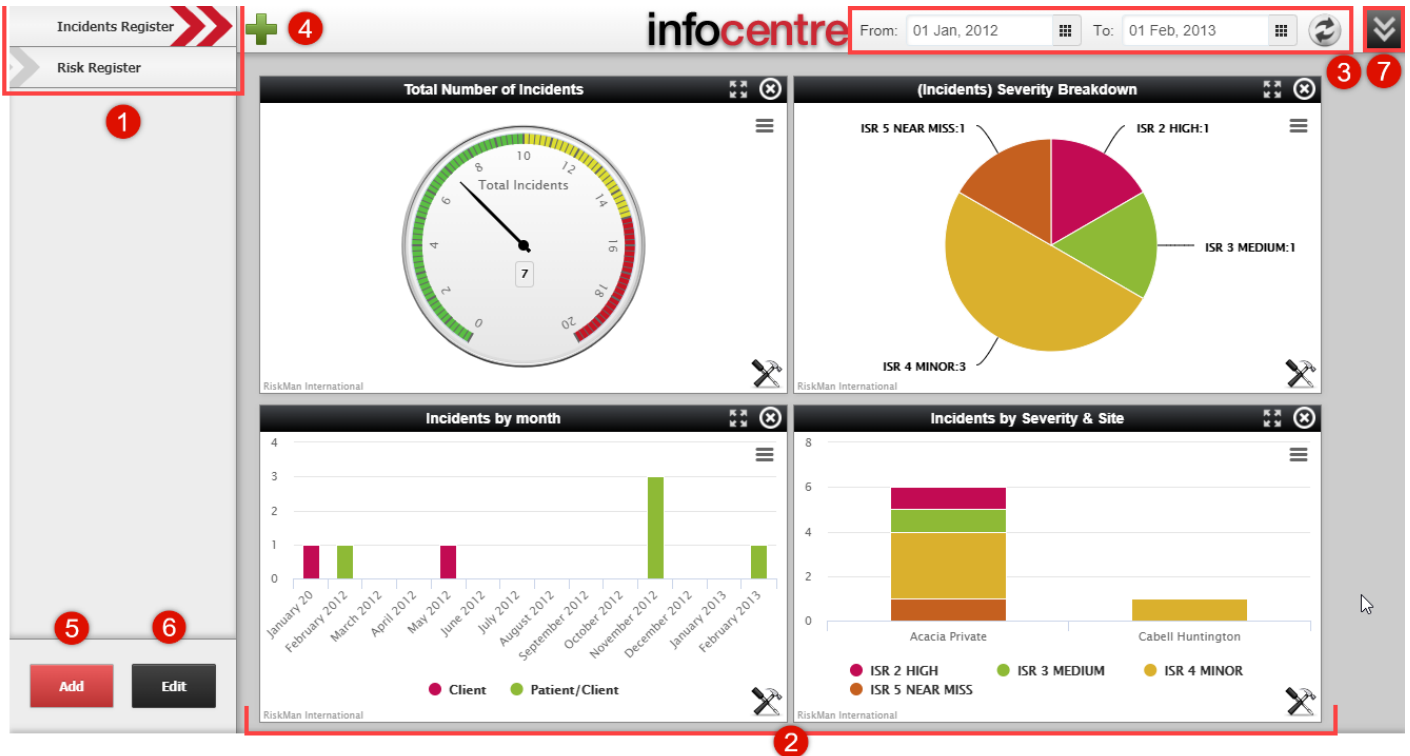 Incidents Register
4
infocentre
From: 01 Jan, 2012 To: 01 Feb, 2013
Risk Register
3
7
1
Total Number of Incidents
0 2 4 6 8 10 12 14 16 18 20
Total Incidents
7
RiskMan International
(Incidents) Severity Breakdown
ISR 5 NEAR MISS:1
ISR 2 HIGH:1
ISR 3 MEDIUM:1
ISR 4 MINOR:3
RiskMan International
Incidents by month
4
3
2
1
0
January 20 February 2012 March 2012 April 2012 May 2012 June 2012 July 2012 August 2012 September 2012 October 2012 November 2012 December 2012 January 2013 February 2013
Client Patient/Client
RiskMan International
Incidents by Severity & Site
8
6
4
2
0
Acacia Private Cabell Huntington
ISR 2 HIGH ISR 3 MEDIUM ISR 4 MINOR
ISR 5 NEAR MISS
RiskMan International
5 6
Add Edit
2